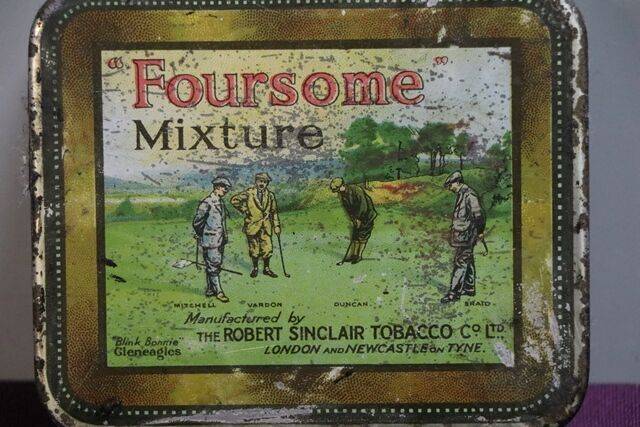 "Foursome"
Mixture
MITCHELL VARDON DUNCAN BRAID
Manufactured by
THE ROBERT SINCLAIR TOBACCO CO LTD.
LONDON AND NEWCASTLE ON TYNE.
"Blink Bonnie"
Gleneagles